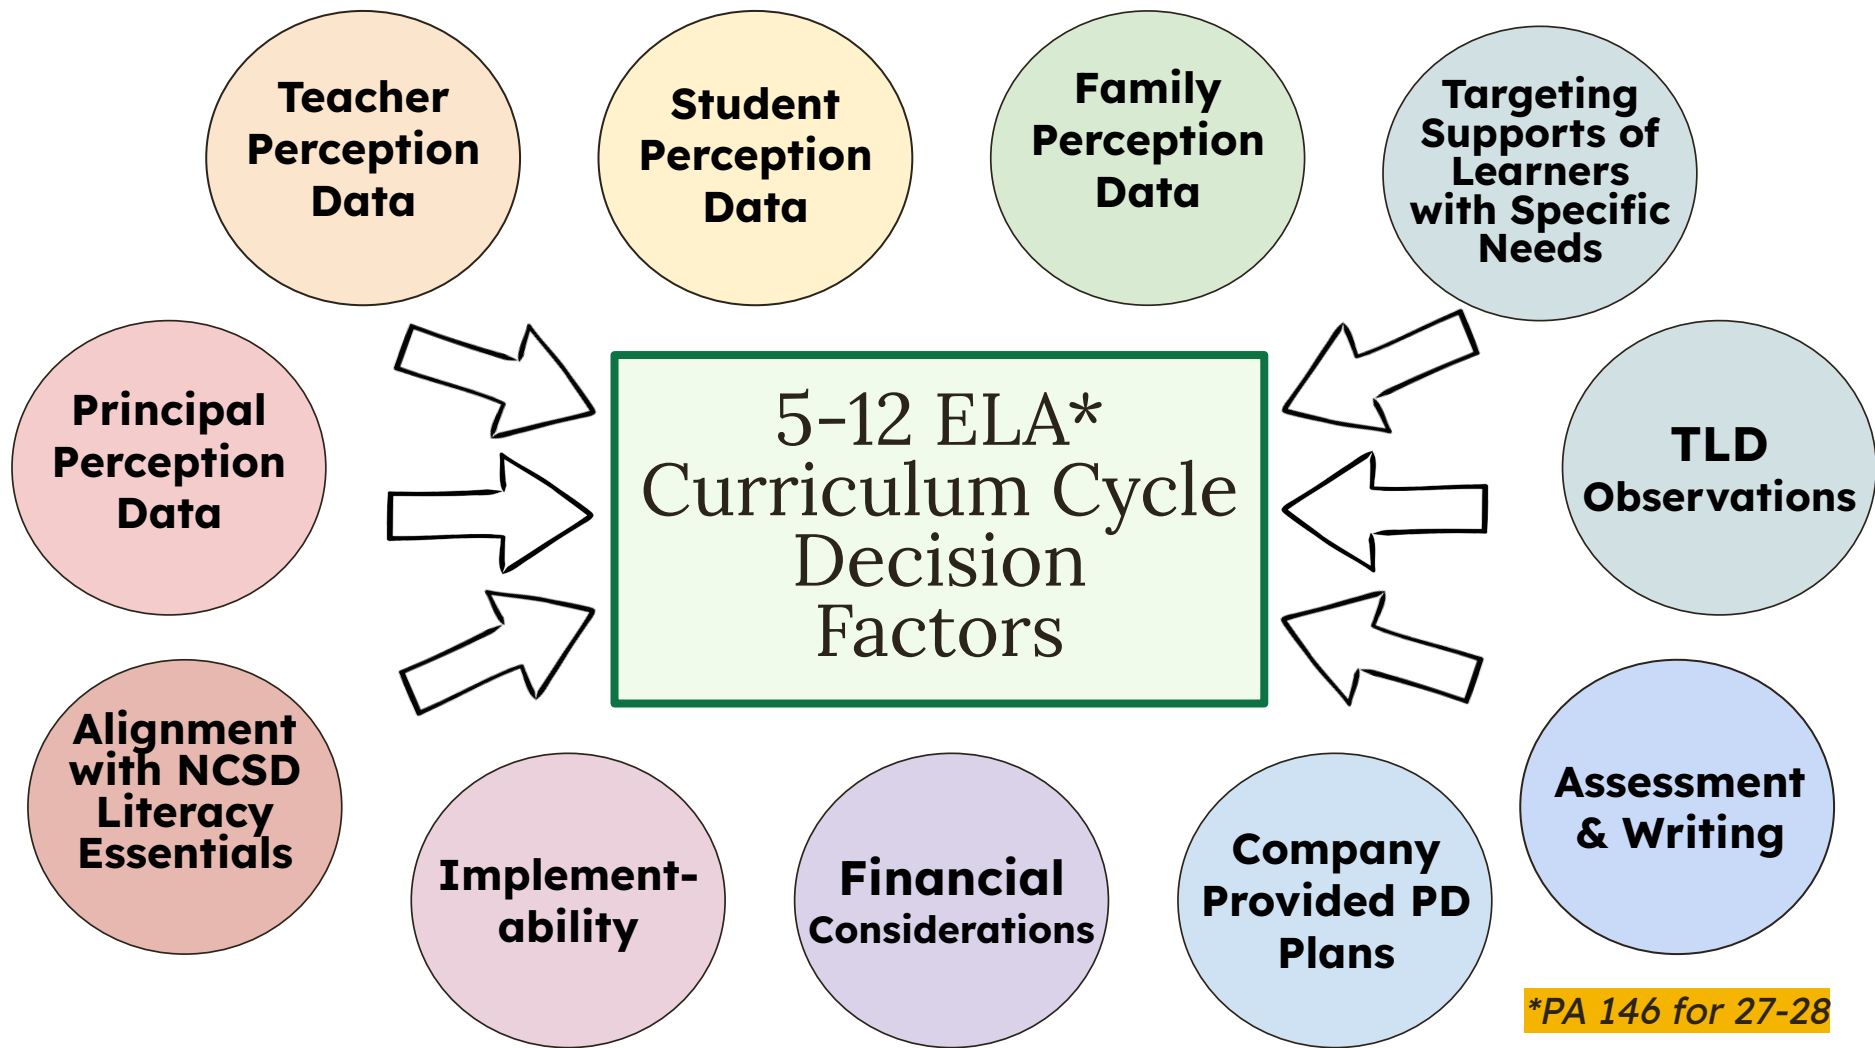 Teacher
Perception
Data
Student
Perception
Data
Family
Perception
Data
Targeting
Supports of
Learners
with Specific
Needs
Principal
Perception
Data
5-12 ELA*
Curriculum Cycle
Decision
Factors
TLD
Observations
Alignment
with NCSD
Literacy
Essentials
Implement-
ability
Financial
Considerations
Company
Provided PD
Plans
Assessment
& Writing
*PA 146 for 27-28